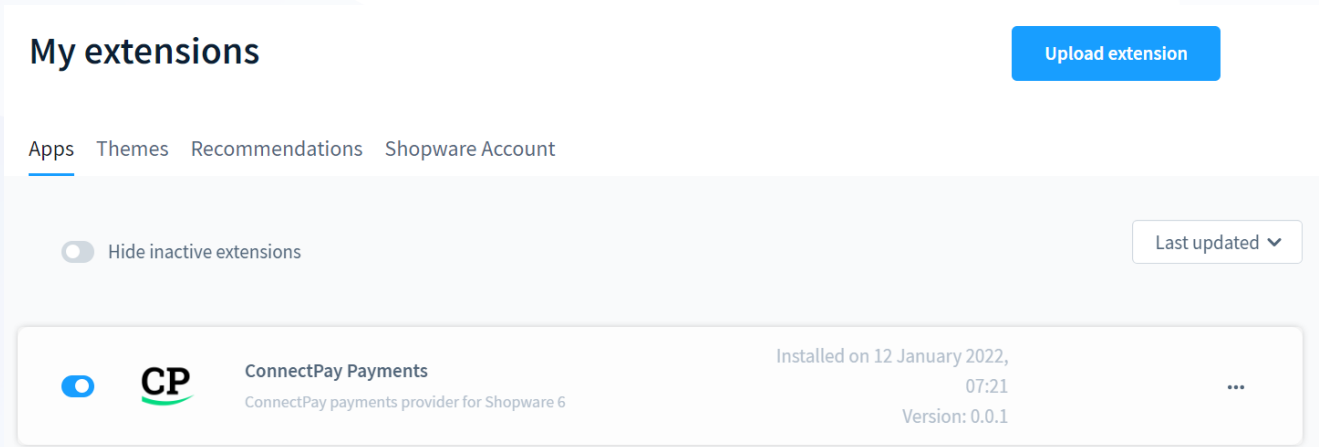 My extensions
Upload extension
Apps Themes Recommendations Shopware Account
Hide inactive extensions
Last updated
CP
ConnectPay Payments
ConnectPay payments provider for Shopware 6
Installed on 12 January 2022,
07:21
Version: 0.0.1